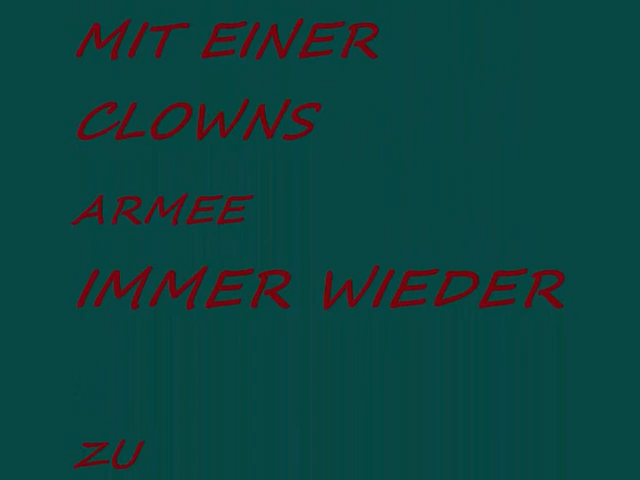 MIT EINER
CLOWNS
ARMEE
IMMER WIEDER
ZU